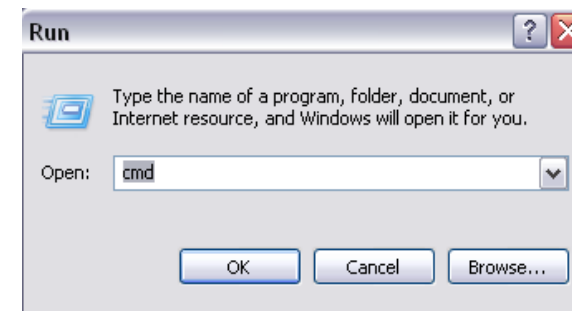 Run
Type the name of a program, folder, document, or
Internet resource, and Windows will open it for you.
Open: cmd
OK Cancel Browse...